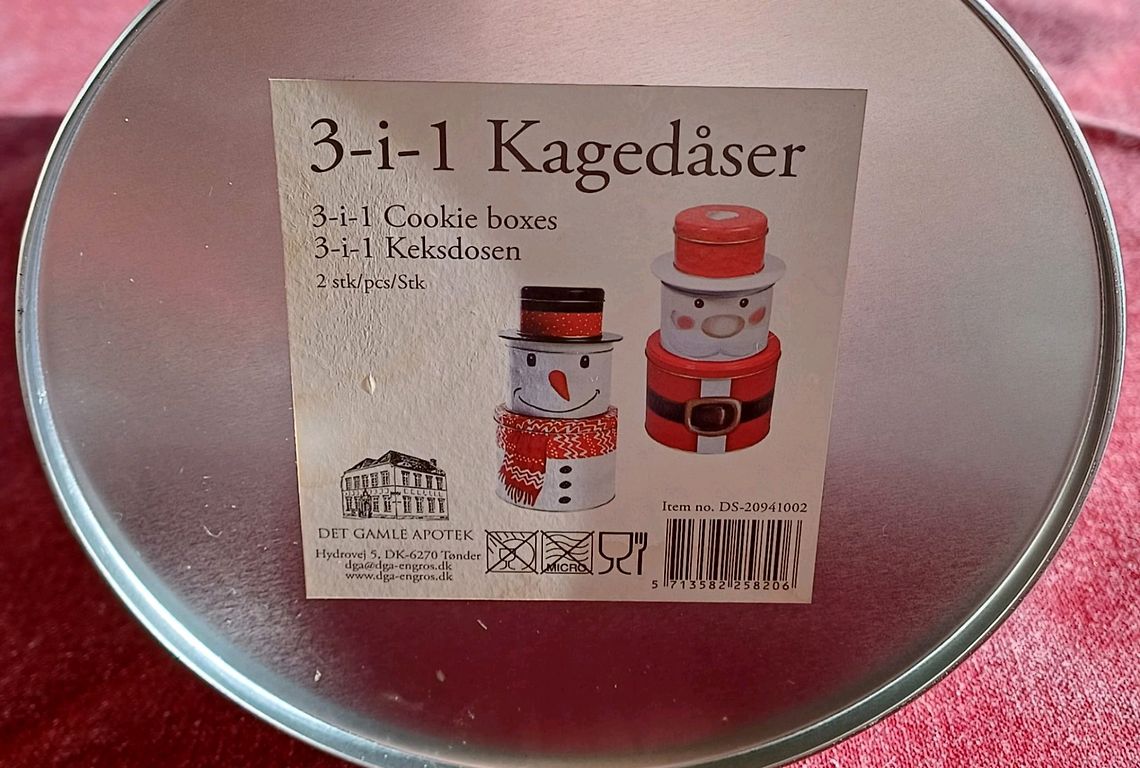 3-i-1 Kagedåser
3-i-1 Cookie boxes
3-i-1 Keksdosen
2 stk/pcs/Stk
DET GAMLE APOTEK
Hydrovej 5, DK-6270 Tønder
dga@dga-engros.dk
www.dga-engros.dk
MICRO
Item no. DS-20941002
5 713582 258206